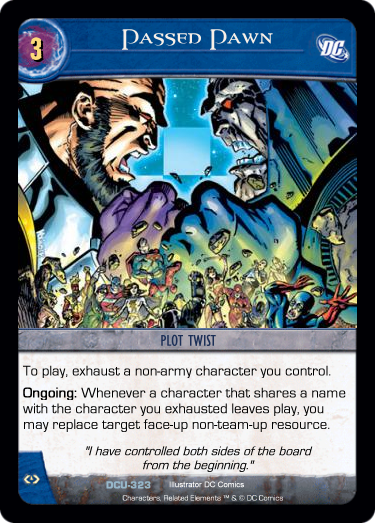 3
PASSED PAWN
DC
PLOT TWIST
To play, exhaust a non-army character you control.
Ongoing: Whenever a character that shares a name
with the character you exhausted leaves play, you
may replace target face-up non-team-up resource.
"I have controlled both sides of the board
from the beginning."
DCU-323 Illustrator DC Comics
Characters, Related Elements ™ & © DC Comics